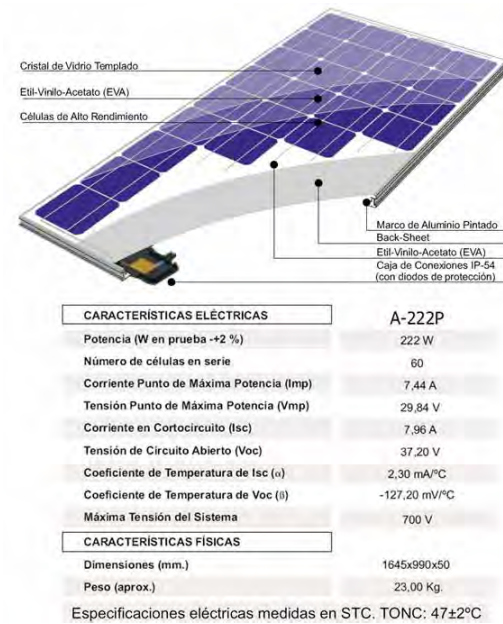 Cristal de Vidrio Templado
Etil-Vinilo-Acetato (EVA)
Células de Alto Rendimiento
Marco de Aluminio Pintado
Back-Sheet
Etil-Vinilo-Acetato (EVA)
Caja de Conexiones IP-54
(con diodos de protección)
CARACTERÍSTICAS ELÉCTRICAS A-222P
Potencia (W en prueba -+2 %) 222 W
Número de células en serie 60
Corriente Punto de Máxima Potencia (Imp) 7,44 A
Tensión Punto de Máxima Potencia (Vmp) 29,84 V
Corriente en Cortocircuito (Isc) 7,96 A
Tensión de Circuito Abierto (Voc) 37,20 V
Coeficiente de Temperatura de Isc (α) 2,30 mA/ºC
Coeficiente de Temperatura de Voc (β) -127,20 mV/ºC
Máxima Tensión del Sistema 700 V
CARACTERÍSTICAS FÍSICAS
Dimensiones (mm.) 1645x990x50
Peso (aprox.) 23,00 Kg.
Especificaciones eléctricas medidas en STC. TONC: 47±2ºC